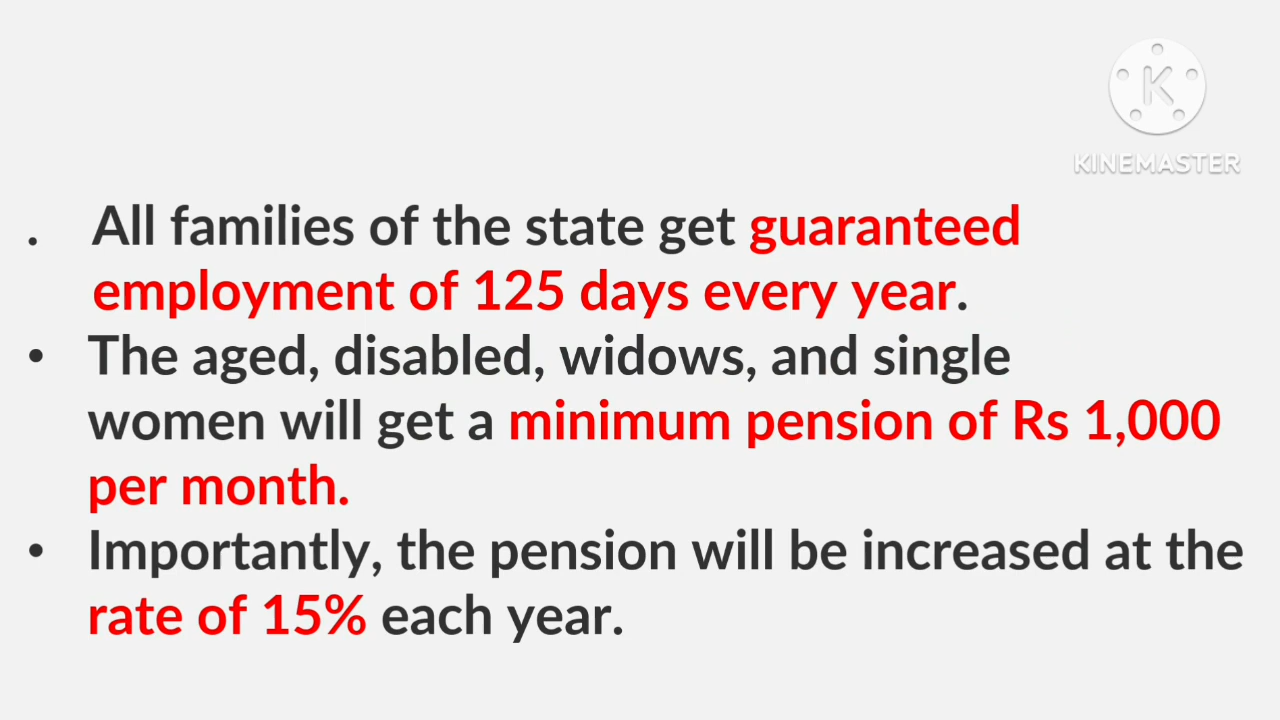 KINEMASTER
. All families of the state get guaranteed
employment of 125 days every year.
• The aged, disabled, widows, and single
women will get a minimum pension of Rs 1,000
per month.
• Importantly, the pension will be increased at the
rate of 15% each year.